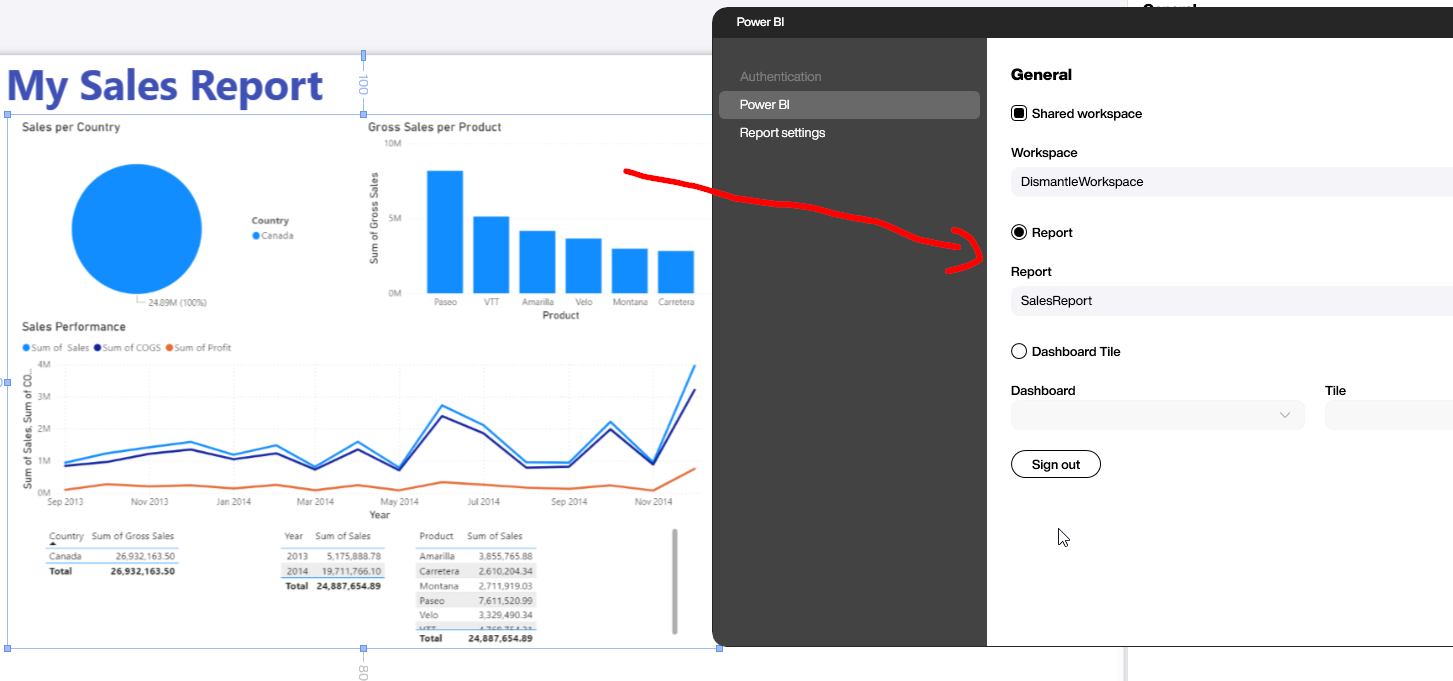 General
Power BI
My Sales Report
100
Authentication
Power BI
Report settings
General
Shared workspace
Workspace
DismantleWorkspace
Report
Report
SalesReport
Dashboard Tile
Dashboard
Tile
Sign out
Sales per Country
Country
Canada
24.89M (100%)
Gross Sales per Product
Sum of Gross Sales
10M
5M
0M
Paseo VTT Amarilla Velo Montana Carretera
Product
Sales Performance
Sum of Sales Sum of COGS Sum of Profit
Sum of Sales, Sum of CO...
4M
3M
2M
1M
0M
Sep 2013 Nov 2013 Jan 2014 Mar 2014 May 2014 Jul 2014 Sep 2014 Nov 2014
Year
Country Sum of Gross Sales
Canada 26,932,163.50
Total 26,932,163.50
Year Sum of Sales
2013 5,175,888.78
2014 19,711,766.10
Total 24,887,654.89
Product Sum of Sales
Amarilla 3,855,765.88
Carretera 2,610,204.34
Montana 2,711,919.03
Paseo 7,611,520.99
Velo 3,329,490.34
Total 24,887,654.89
80